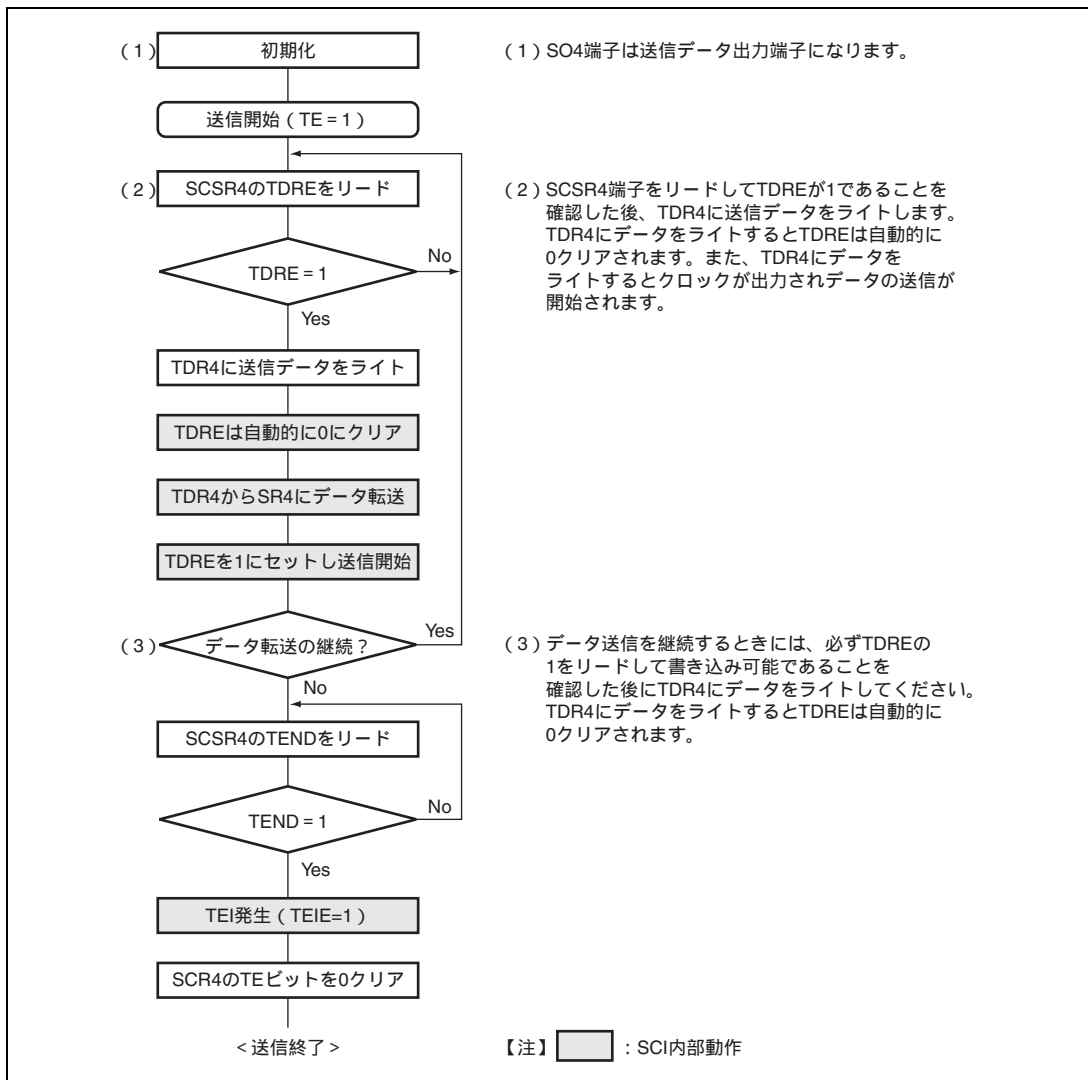 (1) 初期化
(1) SO4端子は送信データ出力端子になります。
送信開始(TE = 1)
(2) SCSR4のTDREをリード
(2) SCSR4端子をリードしてTDREが1であることを
確認した後、TDR4に送信データをライトします。
TDR4にデータをライトするとTDREは自動的に
0クリアされます。また、TDR4にデータを
ライトするとクロックが出力されデータの送信が
開始されます。
TDRE = 1
No
Yes
TDR4に送信データをライト
TDREは自動的に0にクリア
TDR4からSR4にデータ転送
TDREを1にセットし送信開始
(3) データ転送の継続?
Yes
(3) データ送信を継続するときには、必ずTDREの
1をリードして書き込み可能であることを
確認した後にTDR4にデータをライトしてください。
TDR4にデータをライトするとTDREは自動的に
0クリアされます。
No
SCSR4のTENDをリード
TEND = 1
No
Yes
TEI発生(TEIE=1)
SCR4のTEビットを0クリア
<送信終了>
【注】 :SCI内部動作